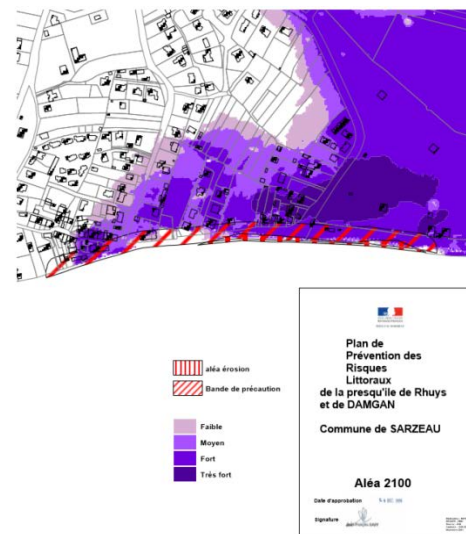 aléa érosion
Bande de précaution
Faible
Moyen
Fort
Très fort
Plan de
Prévention des
Risques
Littoraux
de la presqu'île de Rhuys
et de DAMGAN
Commune de SARZEAU
Aléa 2100
Date d'approbation
Signature